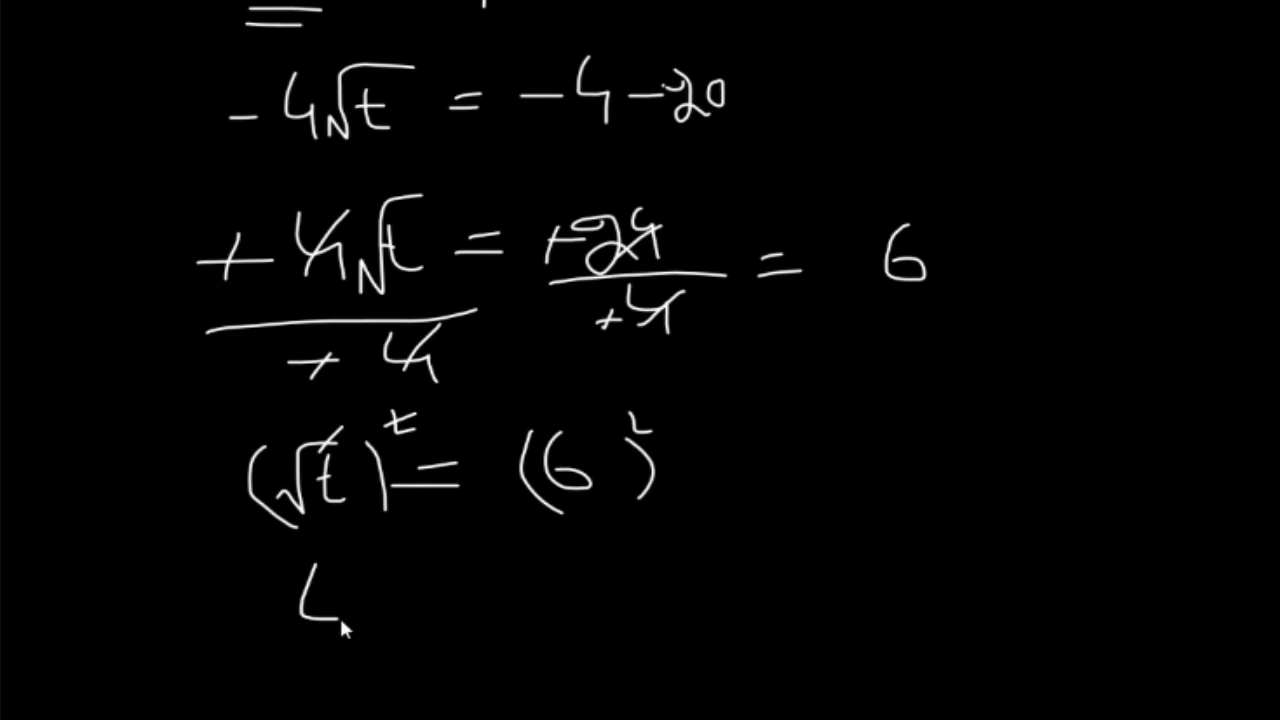 - 4√t = - 4 - 20
+ 4√t / + 4 = + 24 / + 4 = 6
(√t)² = (6)²